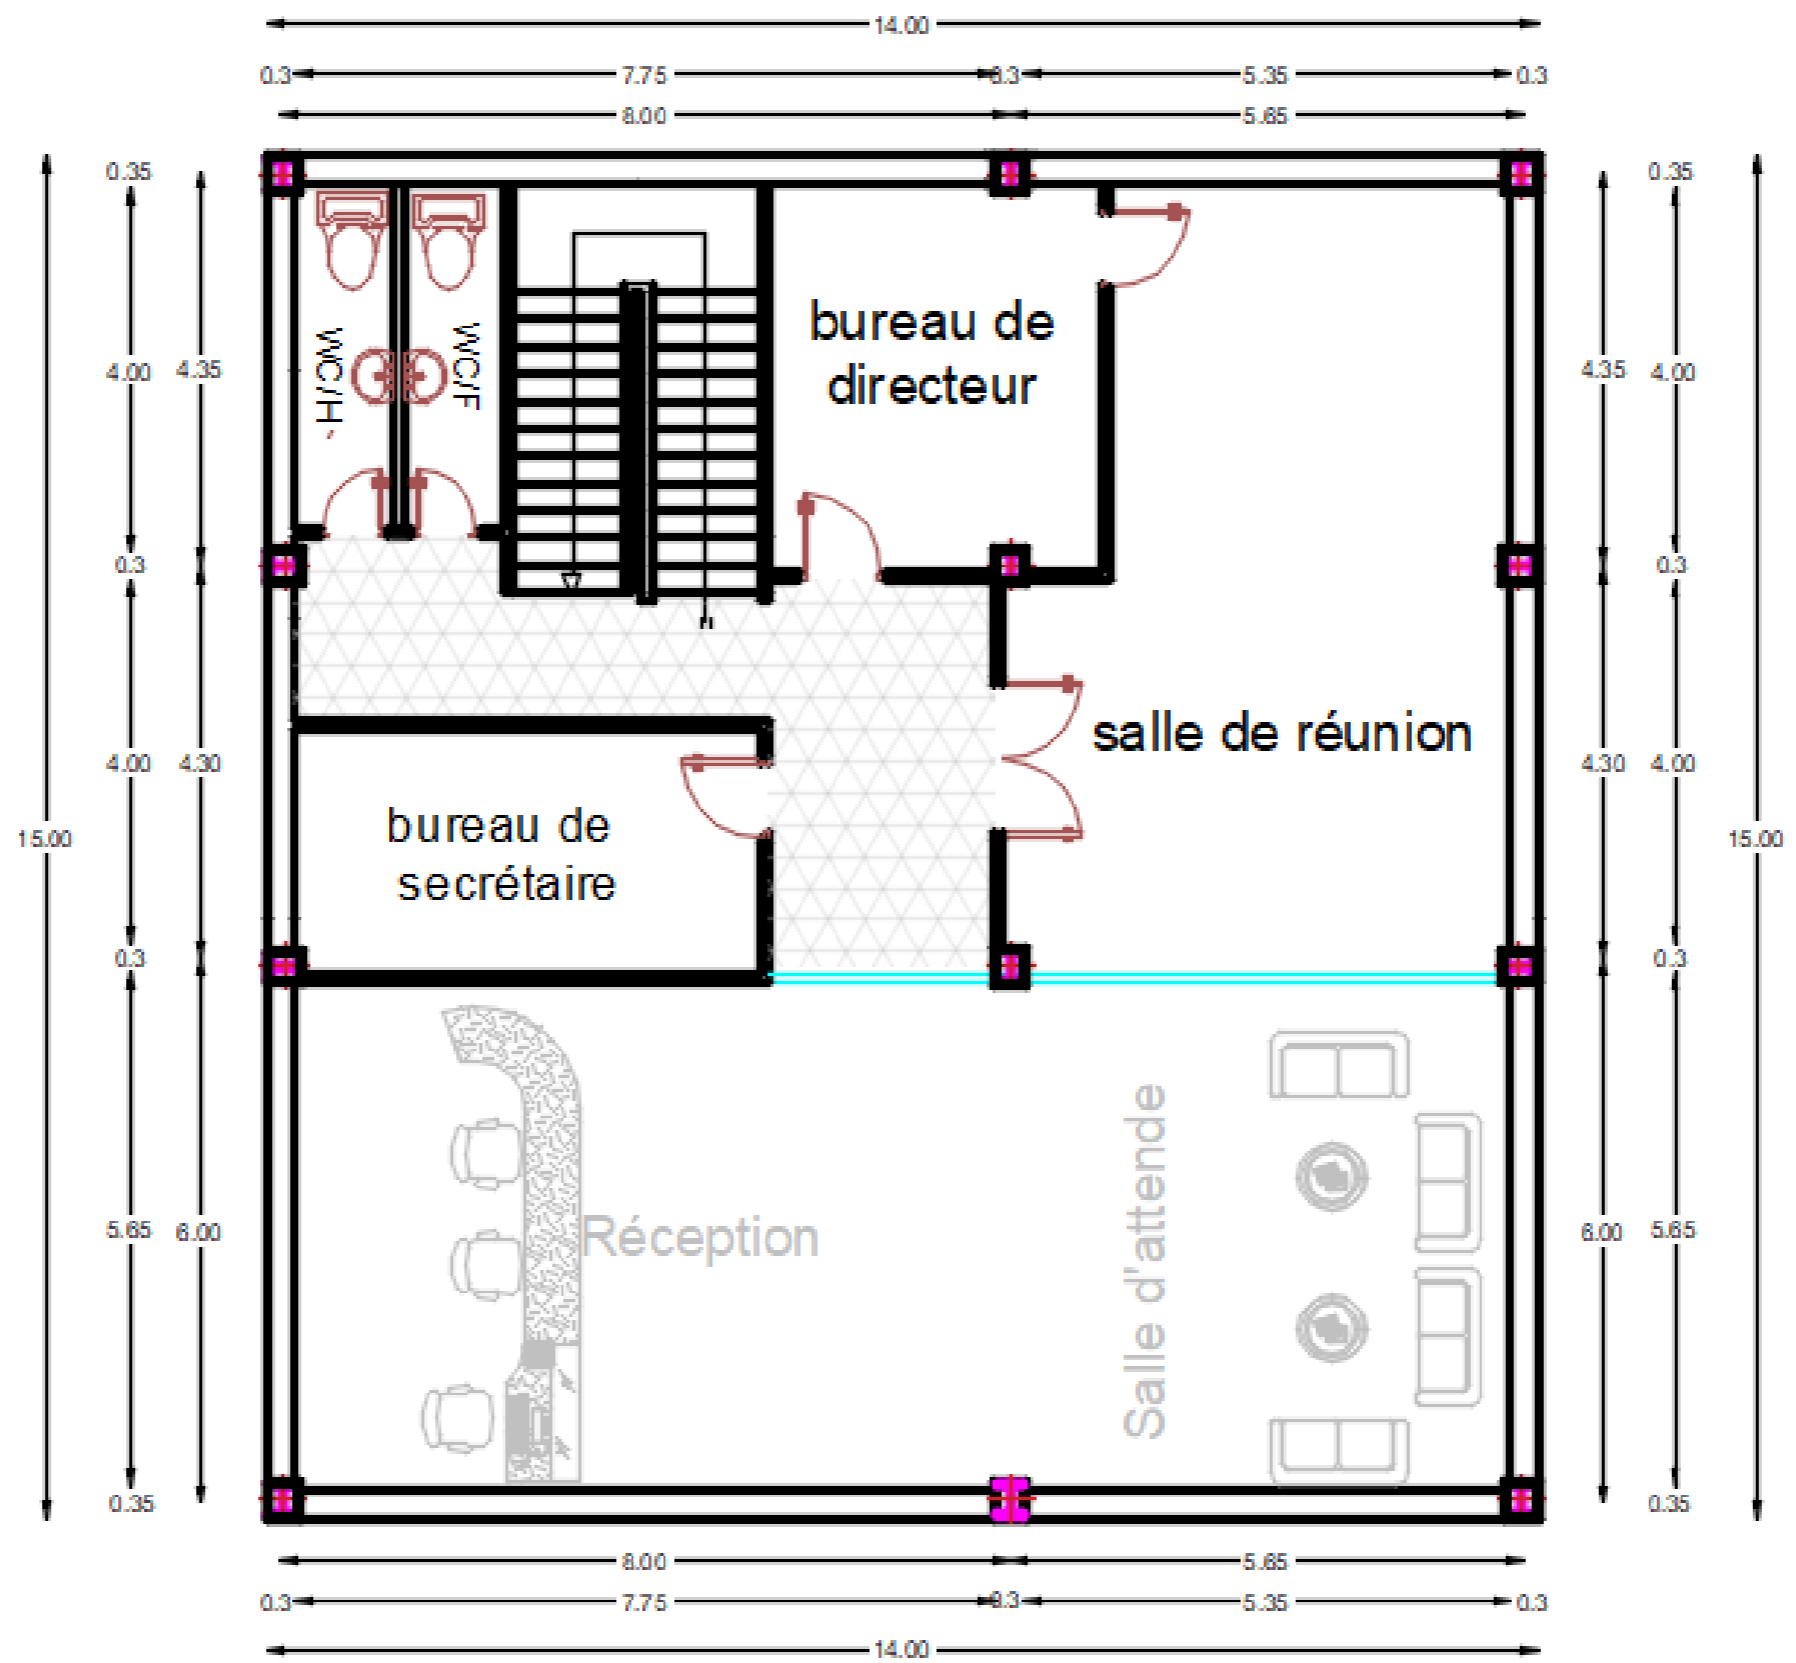 14.00
0.3 7.75 0.3 5.35 0.3
8.00 5.65
0.35 0.35
4.00 4.35 4.35 4.00
0.3 0.3
4.00 4.30 4.30 4.00
15.00 15.00
0.3 0.3
5.65 6.00 6.00 5.65
0.35 0.35
WC/H
WC/F
bureau de
directeur
salle de réunion
bureau de
secrétaire
Réception
Salle d'attende
8.00 5.65
0.3 7.75 0.3 5.35 0.3
14.00